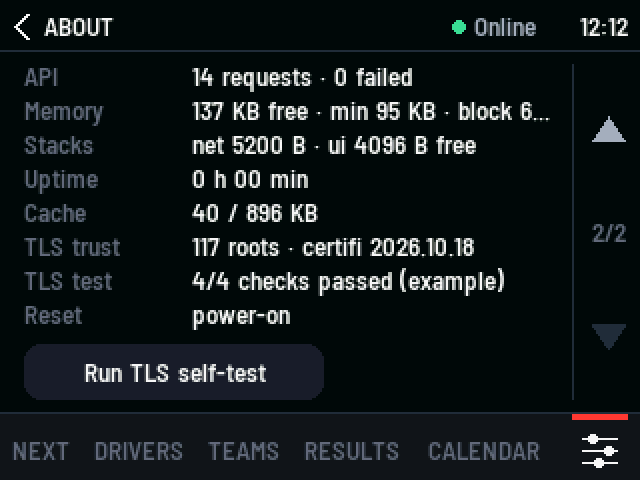 ABOUT
Online
12:12
API 14 requests · 0 failed
Memory 137 KB free · min 95 KB · block 6...
Stacks net 5200 B · ui 4096 B free
Uptime 0 h 00 min
Cache 40 / 896 KB
TLS trust 117 roots · certifi 2026.10.18
TLS test 4/4 checks passed (example)
Reset power-on
2/2
Run TLS self-test
NEXT DRIVERS TEAMS RESULTS CALENDAR